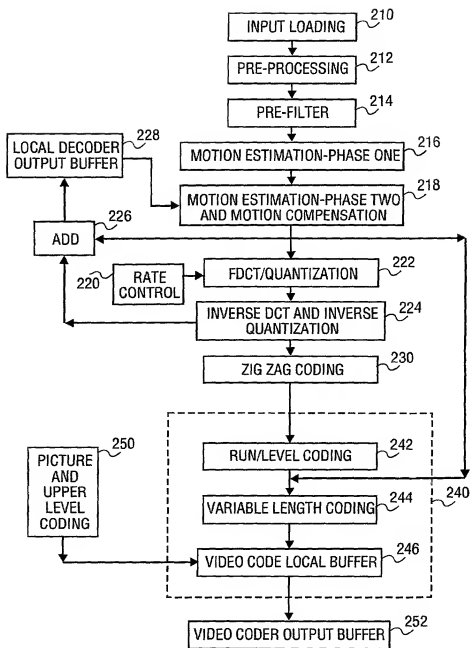 INPUT LOADING
210
PRE-PROCESSING
212
PRE-FILTER
214
MOTION ESTIMATION-PHASE ONE
216
LOCAL DECODER
OUTPUT BUFFER
228
MOTION ESTIMATION-PHASE TWO
AND MOTION COMPENSATION
218
ADD
226
RATE
CONTROL
220
FDCT/QUANTIZATION
222
INVERSE DCT AND INVERSE
QUANTIZATION
224
ZIG ZAG CODING
230
RUN/LEVEL CODING
242
240
PICTURE
AND
UPPER
LEVEL
CODING
250
VARIABLE LENGTH CODING
244
VIDEO CODE LOCAL BUFFER
246
VIDEO CODER OUTPUT BUFFER
252